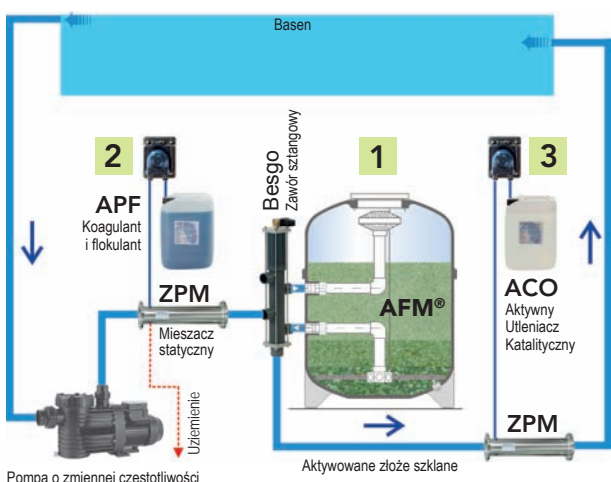 Basen
2
APF
Koagulant
i flokulant
ZPM
Mieszacz
statyczny
Uziemienie
Pompa o zmiennej częstotliwości
Besgo
Zawór sztangowy
1
AFM®
Aktywowane złoże szklane
3
ACO
Aktywny
Utleniacz
Katalityczny
ZPM